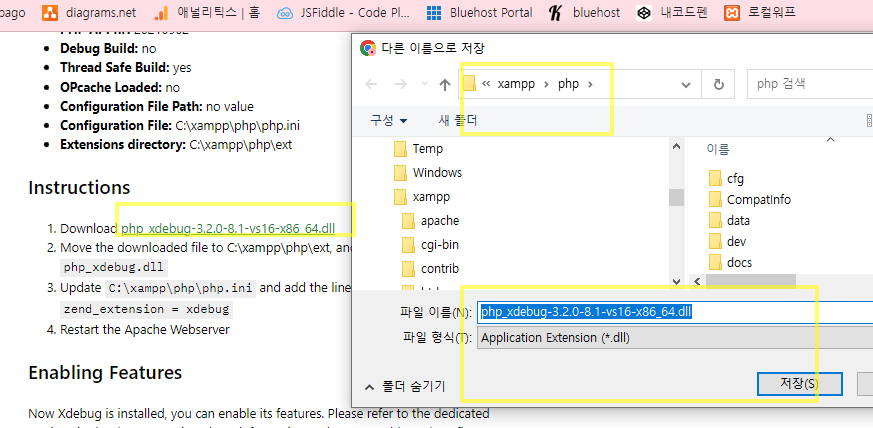 pago diagrams.net 애널리틱스 | 홈 JSFiddle - Code Pl... Bluehost Portal bluehost 내코드펜 로컬워프
Debug Build: no
Thread Safe Build: yes
OPcache Loaded: no
Configuration File Path: no value
Configuration File: C:\xampp\php\php.ini
Extensions directory: C:\xampp\php\ext
Instructions
1. Download php_xdebug-3.2.0-8.1-vs16-x86_64.dll
2. Move the downloaded file to C:\xampp\php\ext, and
php_xdebug.dll
3. Update C:\xampp\php\php.ini and add the line
zend_extension = xdebug
4. Restart the Apache Webserver
Enabling Features
Now Xdebug is installed, you can enable its features. Please refer to the dedicated
다른 이름으로 저장
« xampp › php ›
php 검색
구성 새 폴더
Temp
Windows
xampp
apache
cgi-bin
contrib
이름
cfg
CompatInfo
data
dev
docs
파일 이름(N): php_xdebug-3.2.0-8.1-vs16-x86_64.dll
파일 형식(T): Application Extension (*.dll)
폴더 숨기기
저장(S)